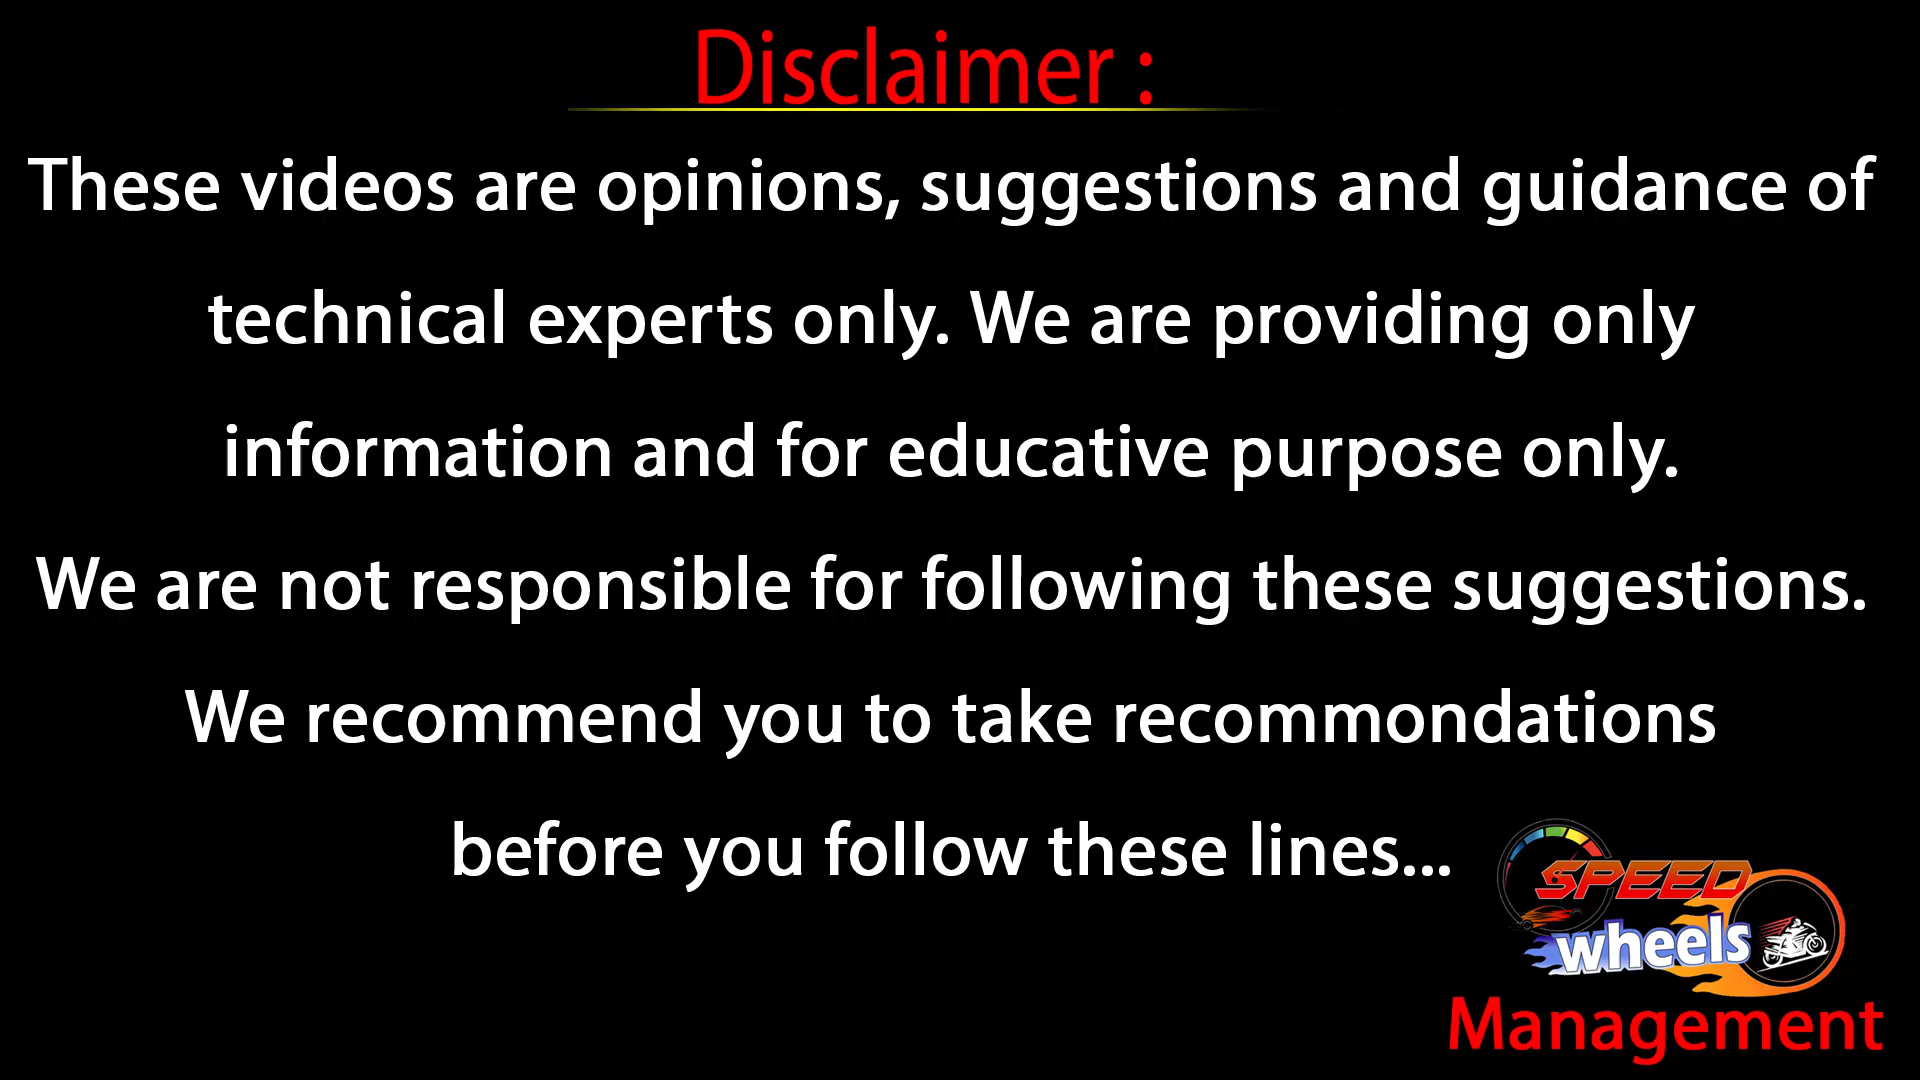 Disclaimer :
These videos are opinions, suggestions and guidance of
technical experts only. We are providing only
information and for educative purpose only.
We are not responsible for following these suggestions.
We recommend you to take recommondations
before you follow these lines...
SPEED
wheels
Management